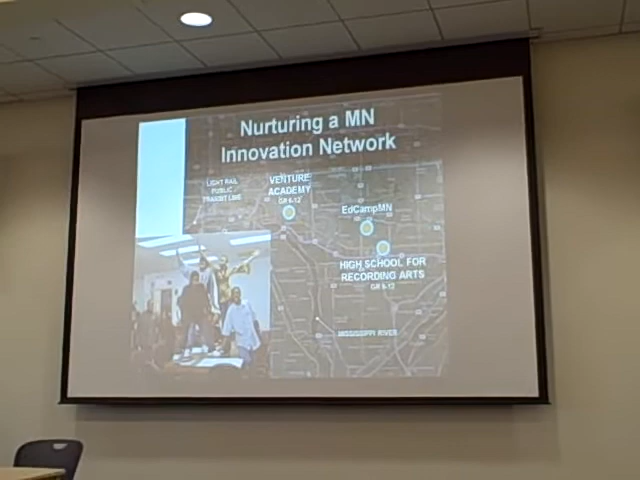 Nurturing a MN
Innovation Network
LIGHT RAIL
PUBLIC
TRANSIT LINE
VENTURE
ACADEMY
GR 6-12
EdCampMN
HIGH SCHOOL FOR
RECORDING ARTS
GR 9-12
MISSISSIPPI RIVER